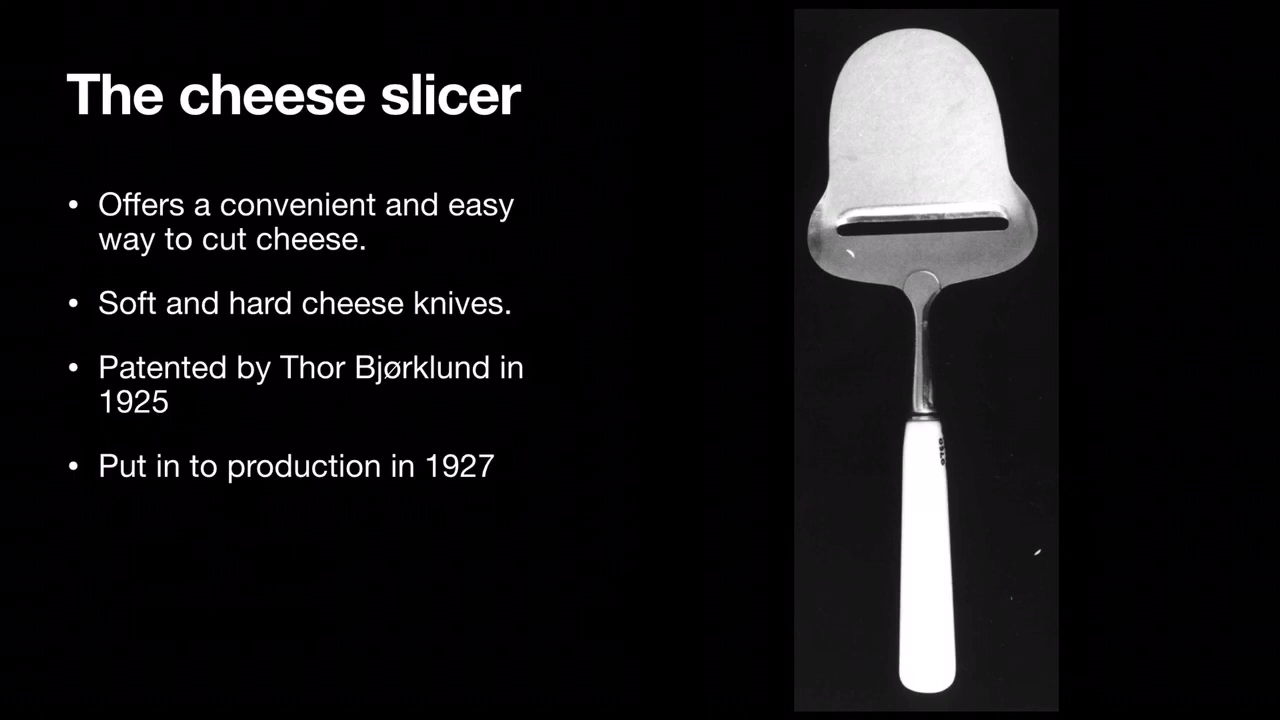 The cheese slicer
• Offers a convenient and easy
way to cut cheese.
• Soft and hard cheese knives.
• Patented by Thor Bjørklund in
1925
• Put in to production in 1927